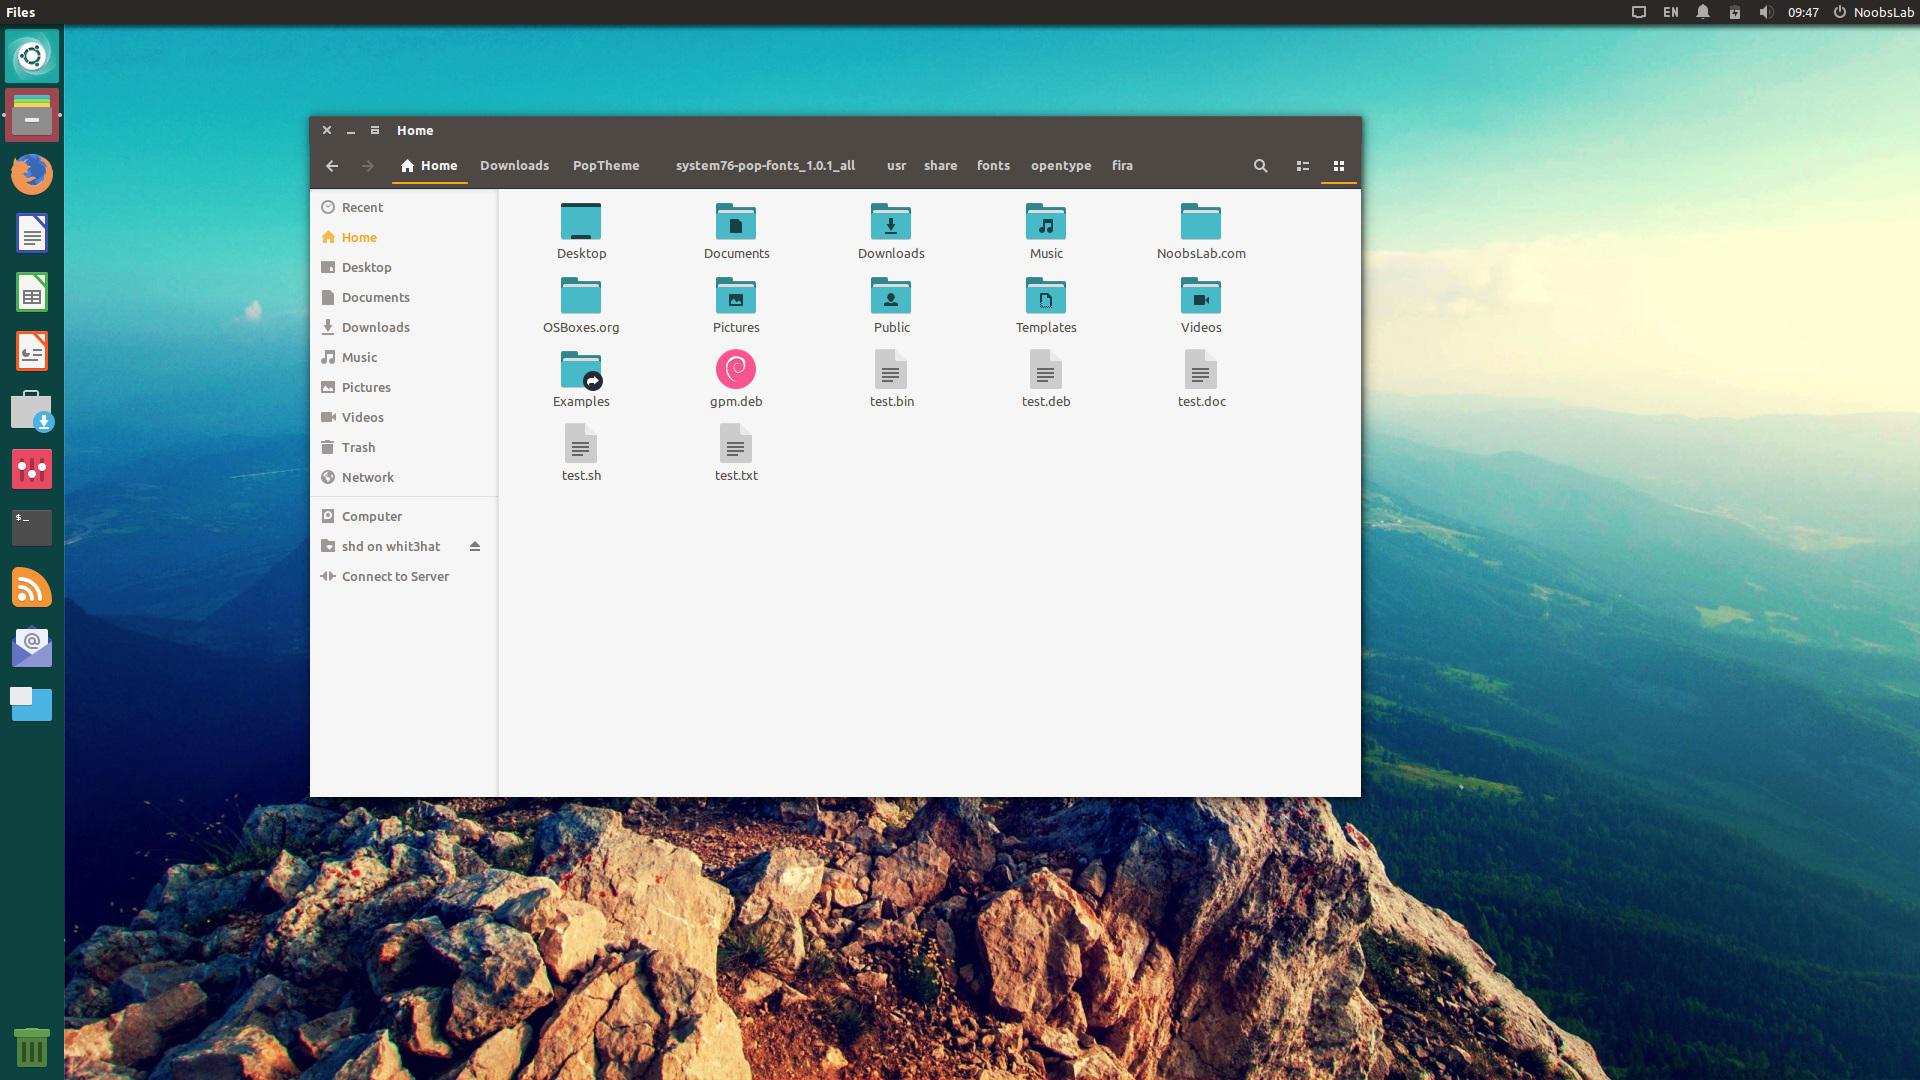 Files
EN
09:47
NoobsLab
Home
Home
Downloads
PopTheme
system76-pop-fonts_1.0.1_all
usr
share
fonts
opentype
fira
Recent
Home
Desktop
Documents
Downloads
Music
Pictures
Videos
Trash
Network
Computer
shd on whit3hat
Connect to Server
Desktop
Documents
Downloads
Music
NoobsLab.com
OSBoxes.org
Pictures
Public
Templates
Videos
Examples
gpm.deb
test.bin
test.deb
test.doc
test.sh
test.txt
$_
@